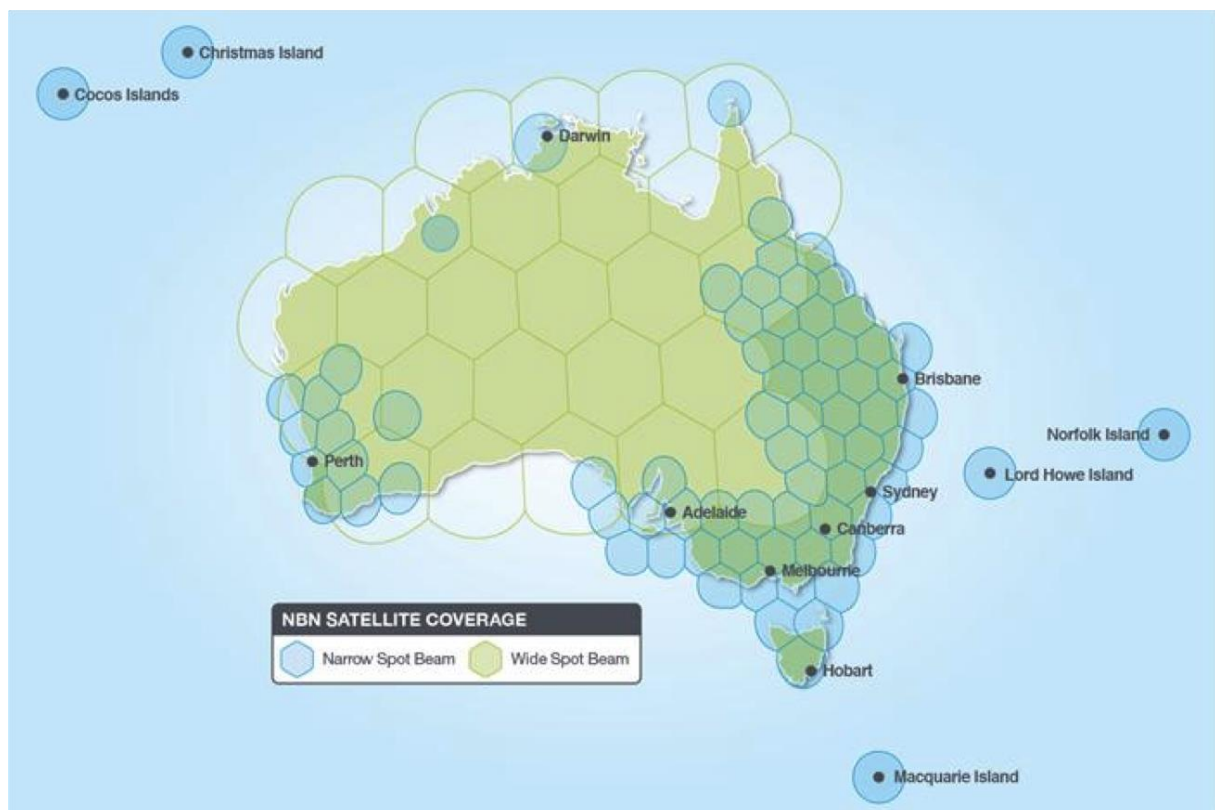 Christmas Island
Cocos Islands
Darwin
Brisbane
Norfolk Island
Perth
Lord Howe Island
Sydney
Adelaide
Canberra
Melbourne
NBN SATELLITE COVERAGE
Narrow Spot Beam
Wide Spot Beam
Hobart
Macquarie Island